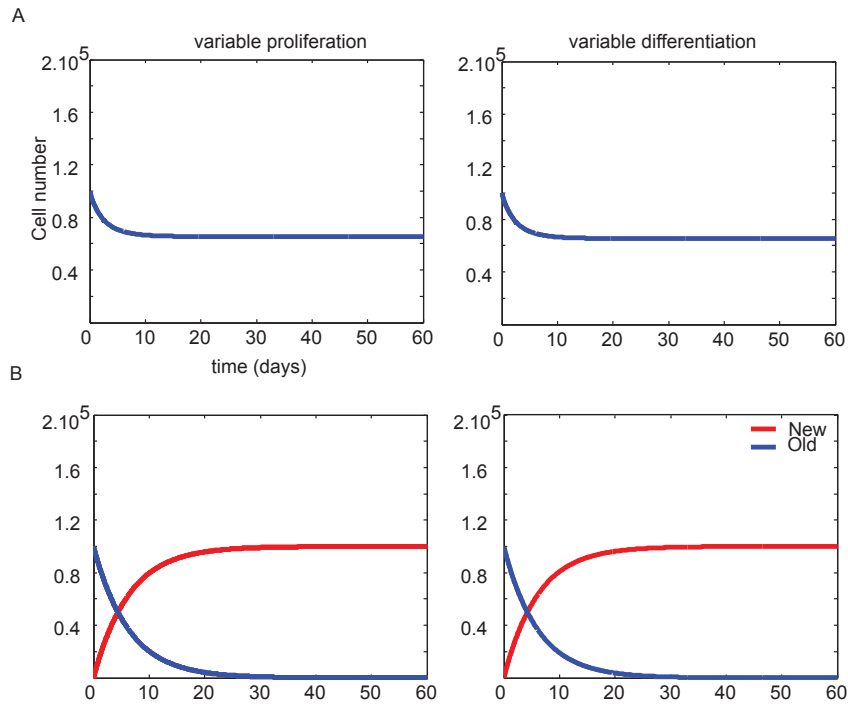 A
variable proliferation
variable differentiation
2.10^5
1.6
1.2
0.8
0.4
Cell number
0 10 20 30 40 50 60
time (days)
2.10^5
1.6
1.2
0.8
0.4
0 10 20 30 40 50 60
B
2.10^5
1.6
1.2
0.8
0.4
0 10 20 30 40 50 60
2.10^5
1.6
1.2
0.8
0.4
New
Old
0 10 20 30 40 50 60